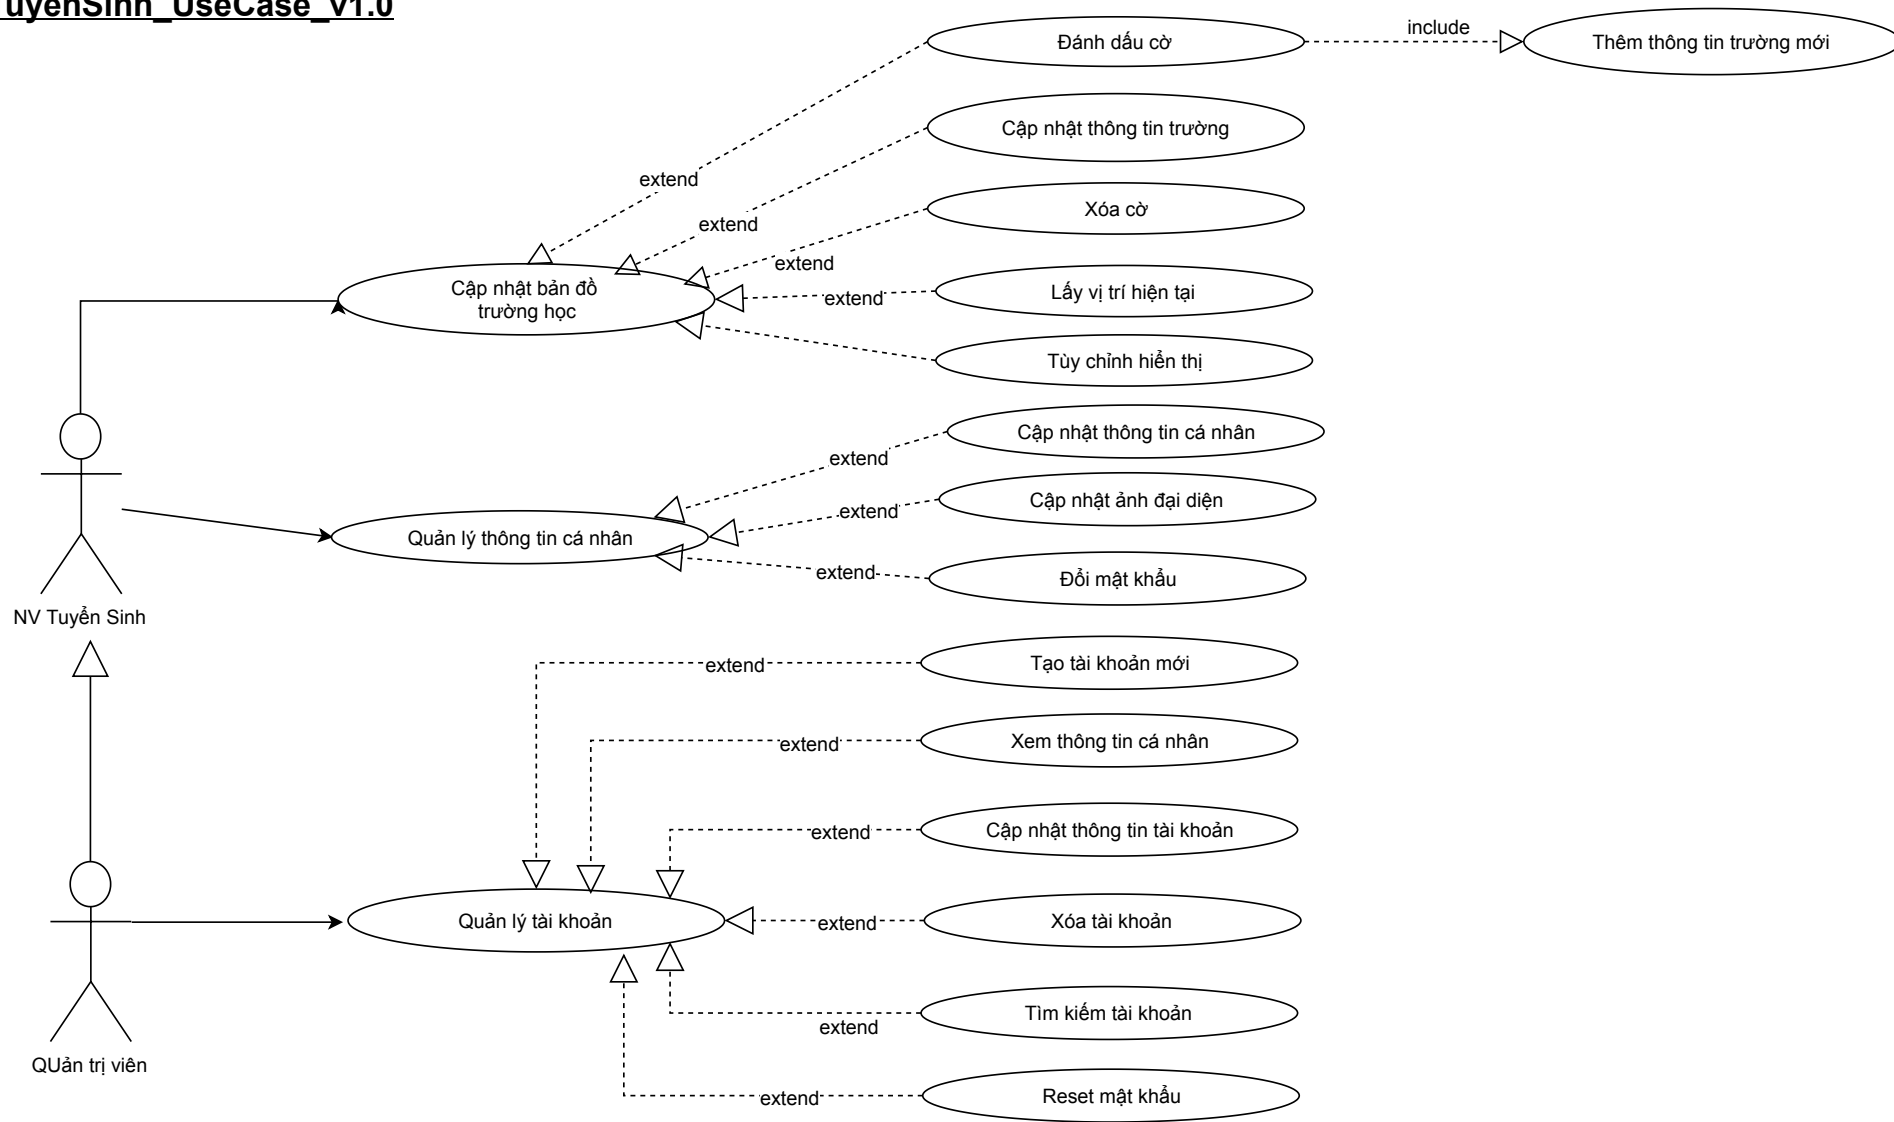 TuyenSinh_UseCase_v1.0
Đánh dấu cờ
include
Thêm thông tin trường mới
Cập nhật thông tin trường
extend
Xóa cờ
extend
extend
Cập nhật bản đồ
trường học
extend
Lấy vị trí hiện tại
Tùy chỉnh hiển thị
Cập nhật thông tin cá nhân
extend
Cập nhật ảnh đại diện
extend
Quản lý thông tin cá nhân
extend
Đổi mật khẩu
NV Tuyển Sinh
extend
Tạo tài khoản mới
extend
Xem thông tin cá nhân
extend
Cập nhật thông tin tài khoản
Quản lý tài khoản
extend
Xóa tài khoản
Tìm kiếm tài khoản
extend
QUản trị viên
extend
Reset mật khẩu